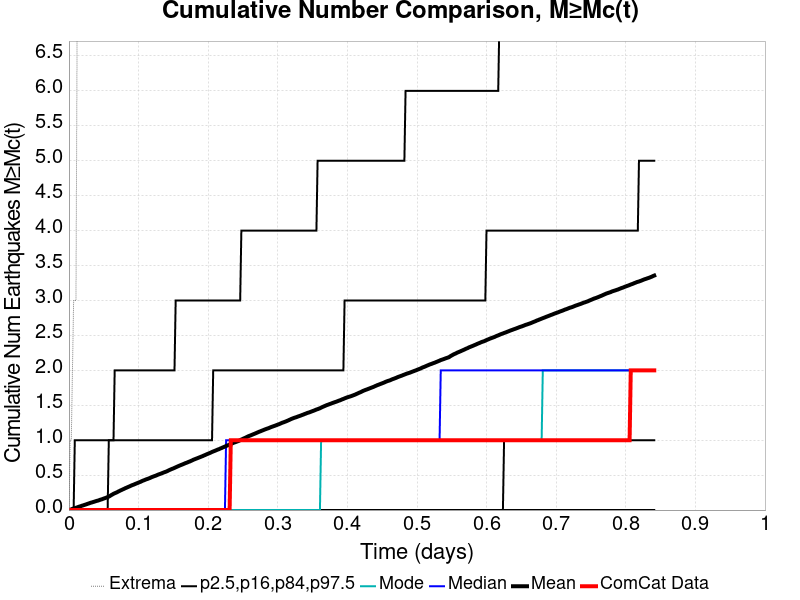 Cumulative Number Comparison, M≥Mc(t)
Cumulative Num Earthquakes M≥Mc(t)
6.5
6.0
5.5
5.0
4.5
4.0
3.5
3.0
2.5
2.0
1.5
1.0
0.5
0.0
0 0.1 0.2 0.3 0.4 0.5 0.6 0.7 0.8 0.9 1
Time (days)
Extrema p2.5,p16,p84,p97.5 Mode Median Mean ComCat Data